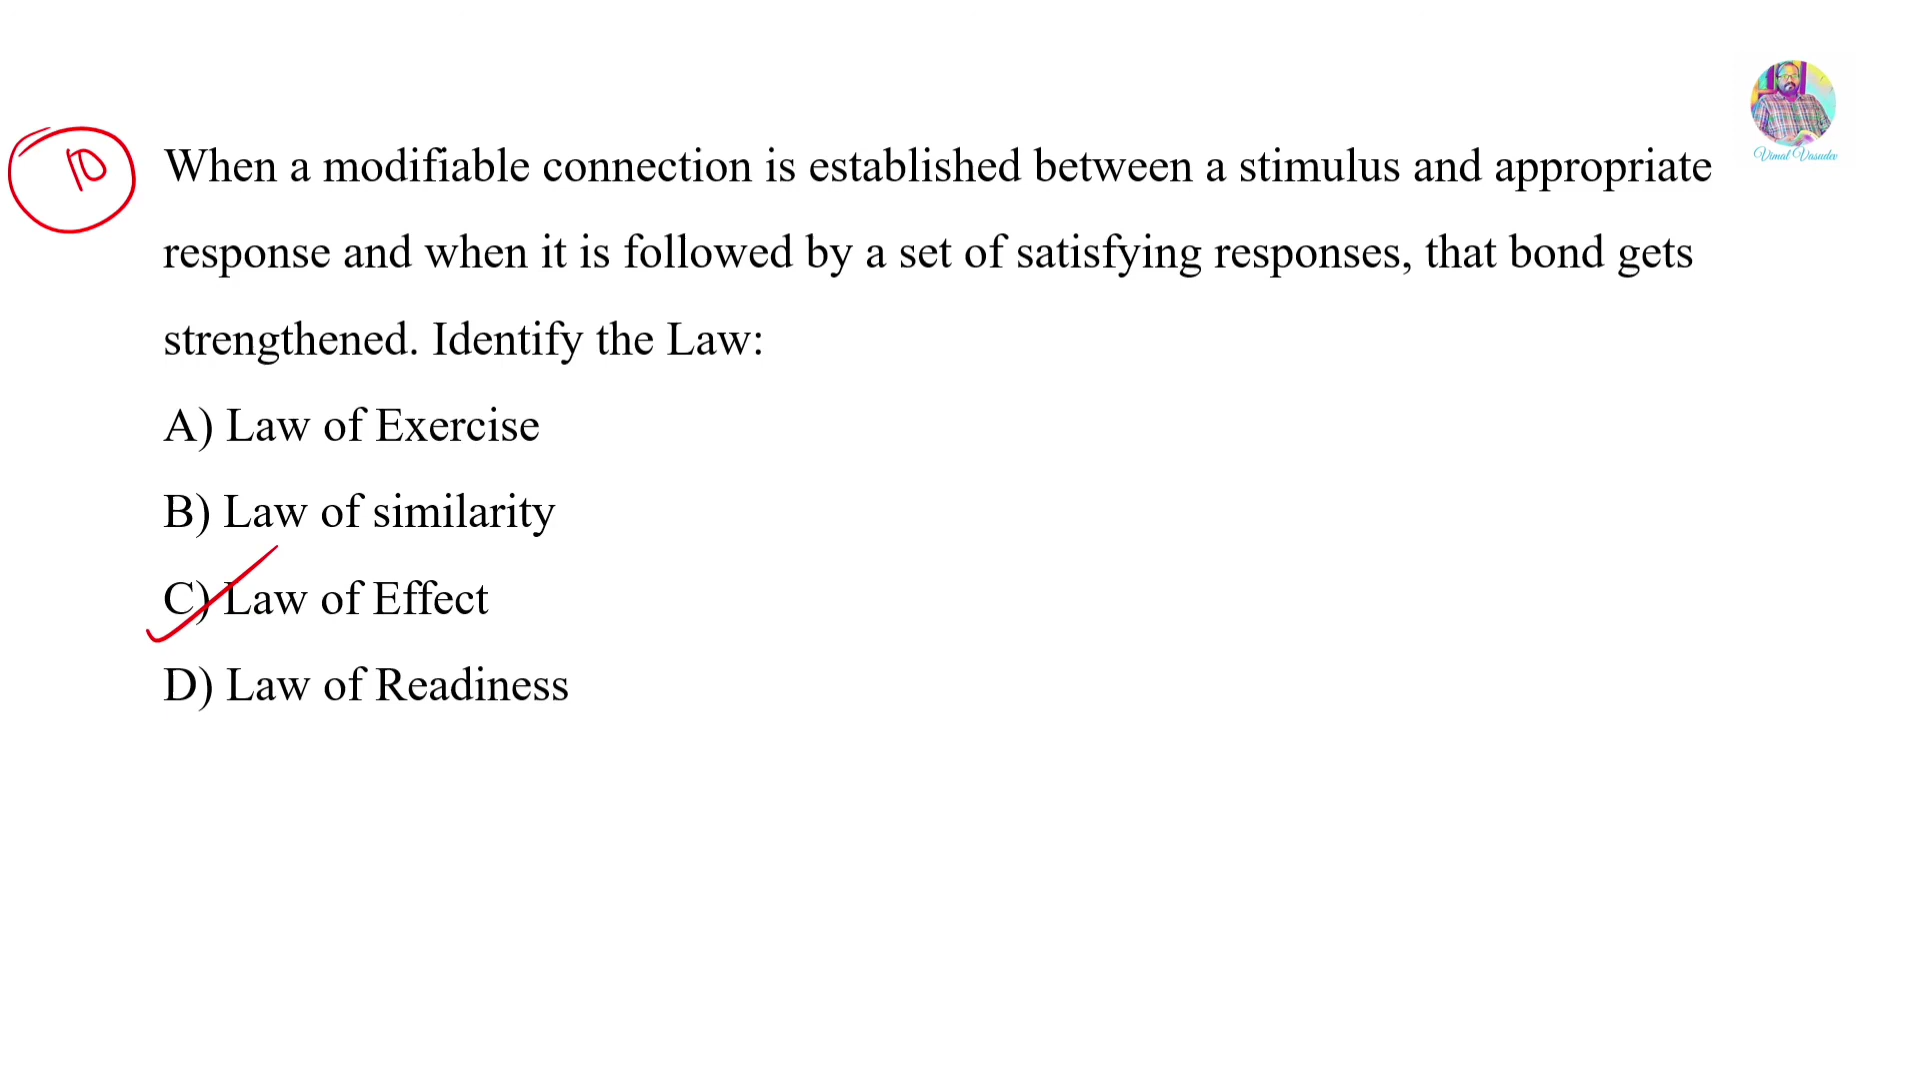 10
When a modifiable connection is established between a stimulus and appropriate
response and when it is followed by a set of satisfying responses, that bond gets
strengthened. Identify the Law:
A) Law of Exercise
B) Law of similarity
C) Law of Effect
D) Law of Readiness
Vimal Vasudev